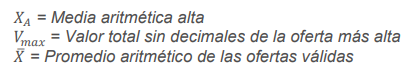 X_A = Media aritmética alta
V_max = Valor total sin decimales de la oferta más alta
X̄ = Promedio aritmético de las ofertas válidas